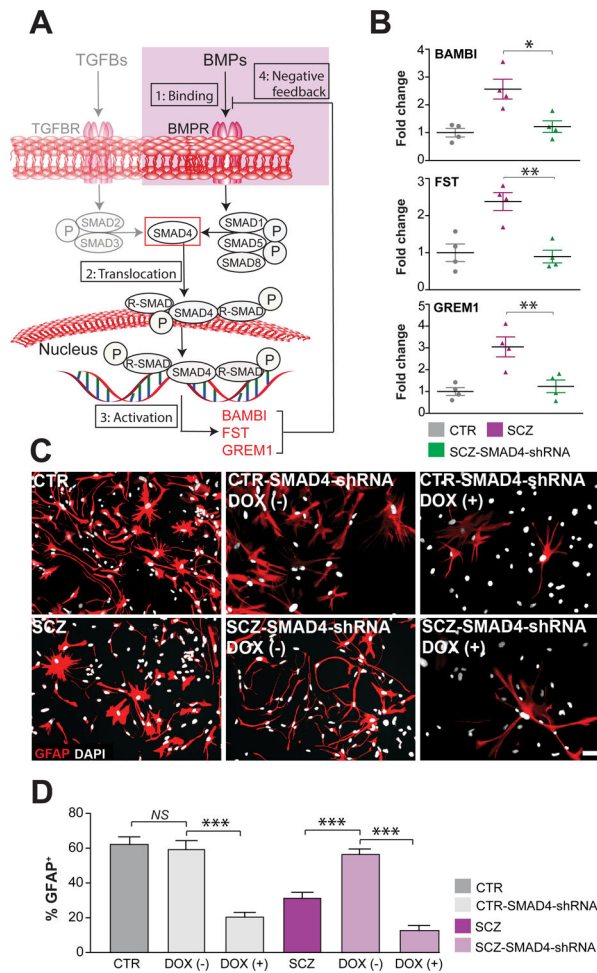 A
TGFBs
BMPs
4: Negative
feedback
1: Binding
TGFBR
BMPR
P
SMAD2
SMAD3
SMAD4
SMAD1
SMAD5
SMAD8
P
P
2: Translocation
R-SMAD
SMAD4
R-SMAD
P
P
Nucleus
P
R-SMAD
SMAD4
R-SMAD
P
3: Activation
BAMBI
FST
GREM1
B
BAMBI
*
Fold change
4
3
2
1
0
FST
**
Fold change
3
2
1
0
GREM1
**
Fold change
5
4
3
2
1
0
CTR
SCZ
SCZ-SMAD4-shRNA
C
CTR
CTR-SMAD4-shRNA
DOX (-)
CTR-SMAD4-shRNA
DOX (+)
SCZ
SCZ-SMAD4-shRNA
DOX (-)
SCZ-SMAD4-shRNA
DOX (+)
GFAP DAPI
D
% GFAP+
80
60
40
20
0
NS
***
***
***
CTR
DOX (-)
DOX (+)
SCZ
DOX (-)
DOX (+)
CTR
CTR-SMAD4-shRNA
SCZ
SCZ-SMAD4-shRNA